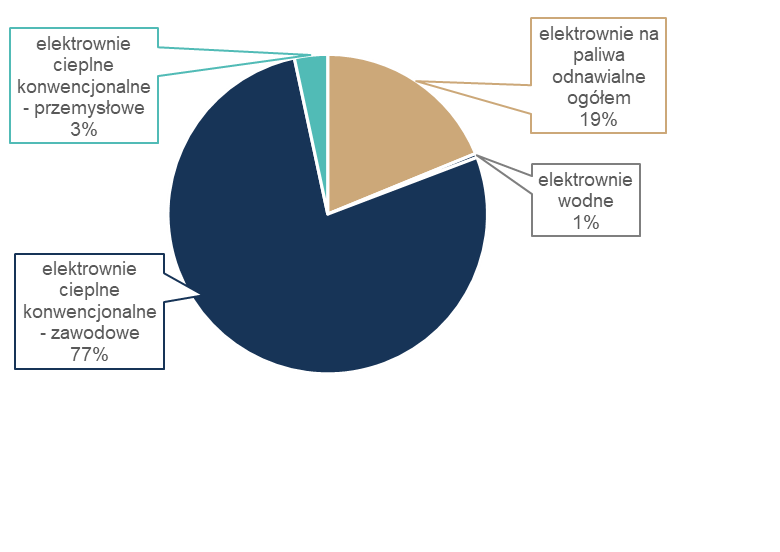 elektrownie
cieplne
konwencjonalne
- przemysłowe
3%
elektrownie na
paliwa
odnawialne
ogółem
19%
elektrownie
wodne
1%
elektrownie
cieplne
konwencjonalne
- zawodowe
77%